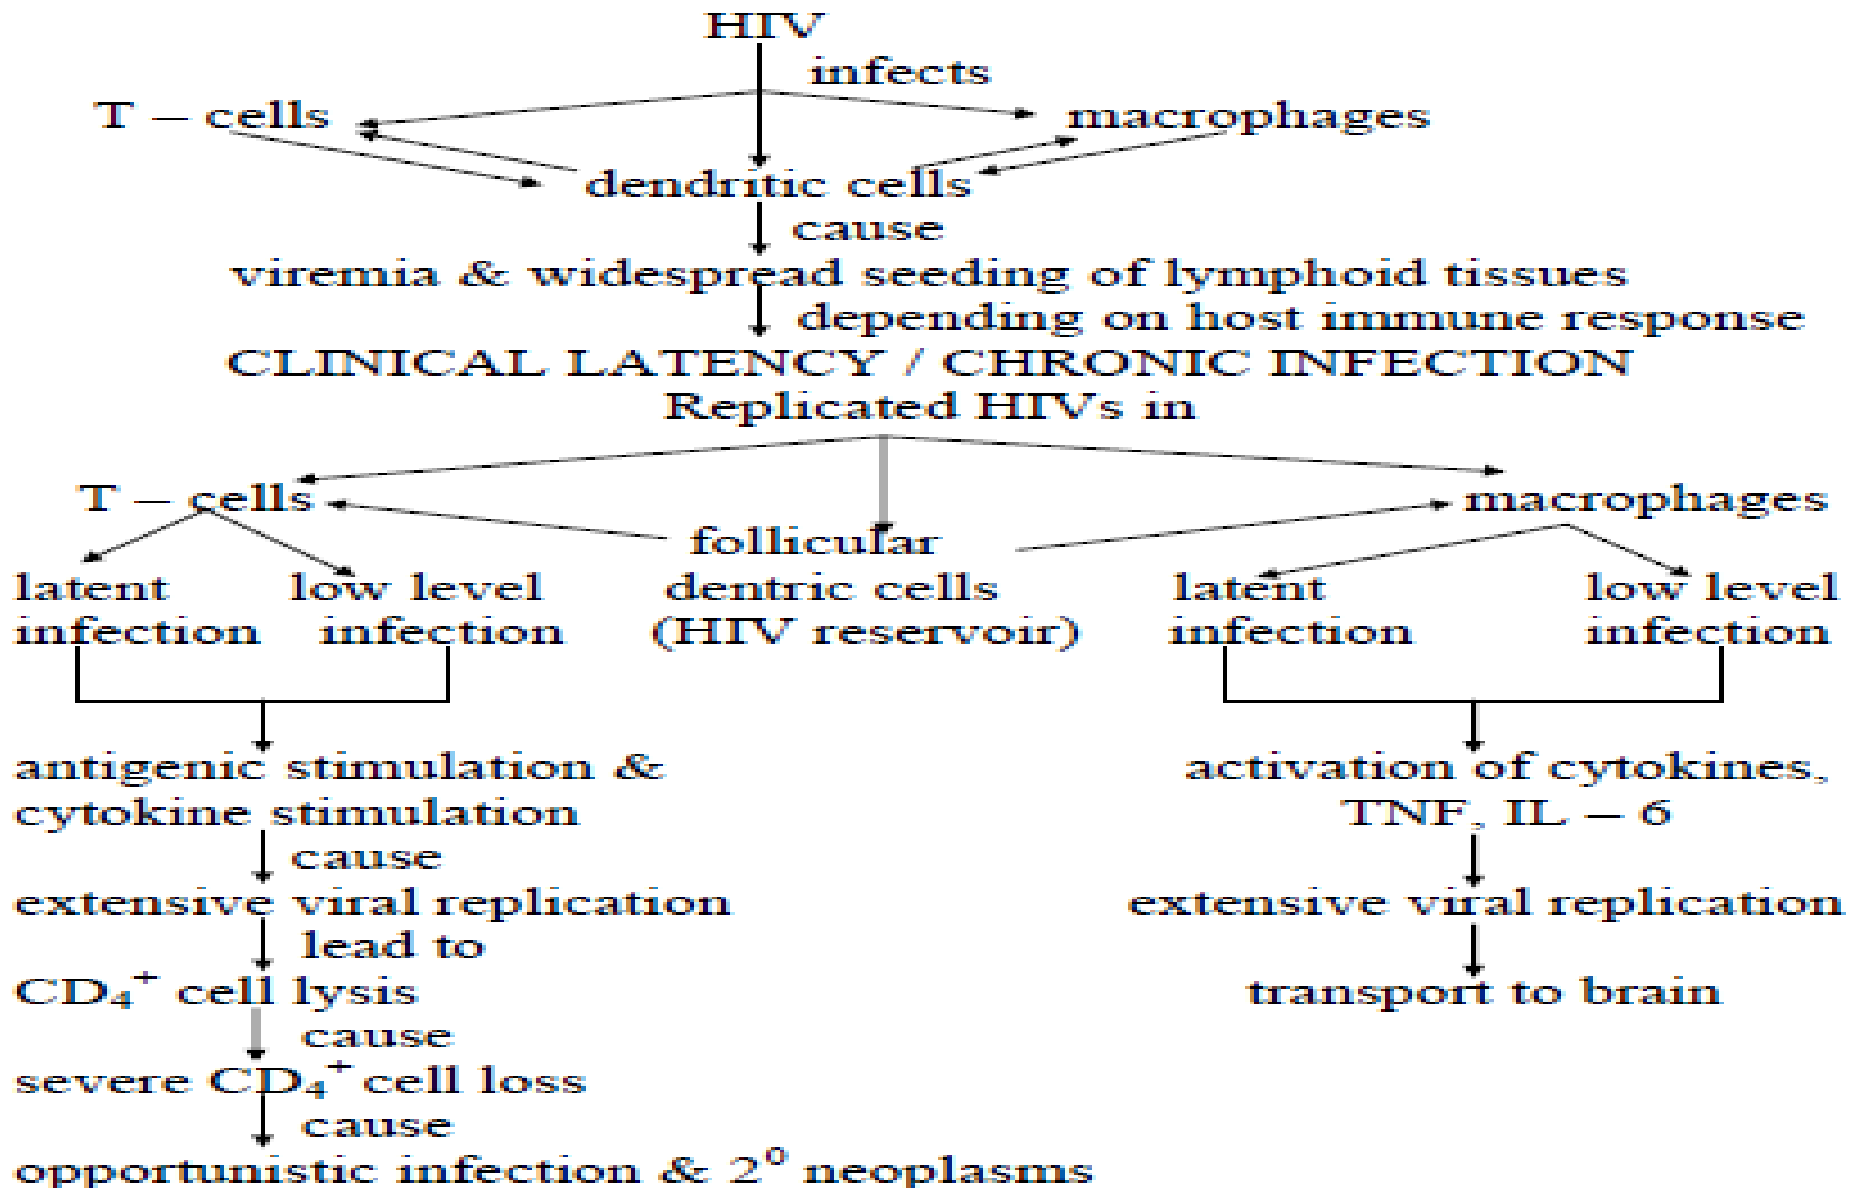 HIV
infects
T – cells macrophages
dendritic cells
cause
viremia & widespread seeding of lymphoid tissues
depending on host immune response
CLINICAL LATENCY / CHRONIC INFECTION
Replicated HIVs in
T – cells macrophages
follicular
latent low level dentric cells latent low level
infection infection (HIV reservoir) infection infection
antigenic stimulation & activation of cytokines,
cytokine stimulation TNF, IL – 6
cause
extensive viral replication extensive viral replication
lead to
CD₄⁺ cell lysis transport to brain
cause
severe CD₄⁺ cell loss
cause
opportunistic infection & 2⁰ neoplasms